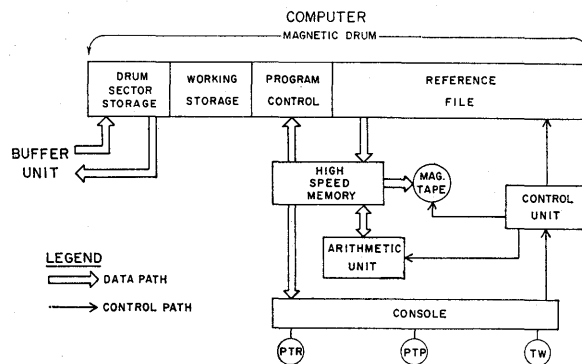 COMPUTER
MAGNETIC DRUM
DRUM
SECTOR
STORAGE
WORKING
STORAGE
PROGRAM
CONTROL
REFERENCE
FILE
BUFFER
UNIT
HIGH
SPEED
MEMORY
MAG.
TAPE
CONTROL
UNIT
ARITHMETIC
UNIT
LEGEND
DATA PATH
CONTROL PATH
CONSOLE
PTR
PTP
TW